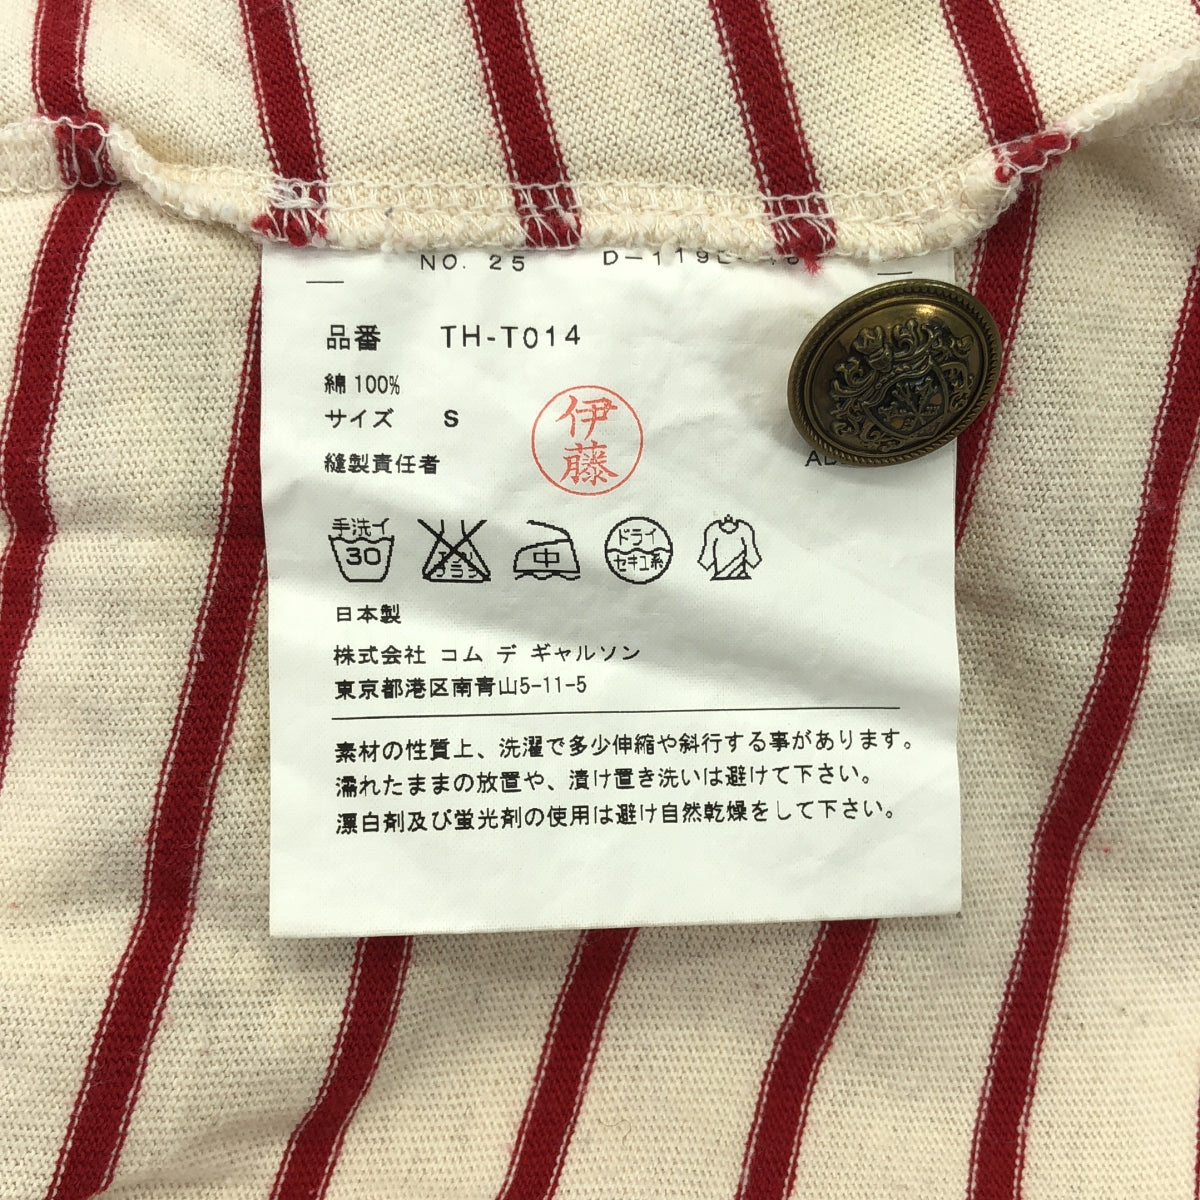 NO. 25
品番 TH-T014
綿 100%
サイズ S
伊藤
縫製責任者
手洗イ
30
エンソ
サラシ
中
ドライ
セキユ系
日本製
株式会社 コム デ ギャルソン
東京都港区南青山5-11-5
素材の性質上、洗濯で多少伸縮や斜行する事があります。
濡れたままの放置や、漬け置き洗いは避けて下さい。
漂白剤及び蛍光剤の使用は避け自然乾燥をして下さい。